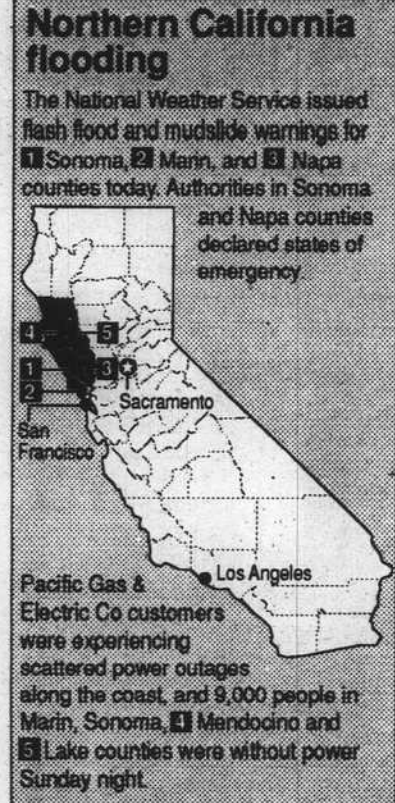 Northern California
flooding
The National Weather Service issued
flash flood and mudslide warnings for
1 Sonoma, 2 Marin, and 3 Napa
counties today. Authorities in Sonoma
and Napa counties
declared states of
emergency.
4 5
1 3
2
Sacramento
San
Francisco
Los Angeles
Pacific Gas &
Electric Co customers
were experiencing
scattered power outages
along the coast, and 9,000 people in
Marin, Sonoma, 4 Mendocino and
5 Lake counties were without power
Sunday night.